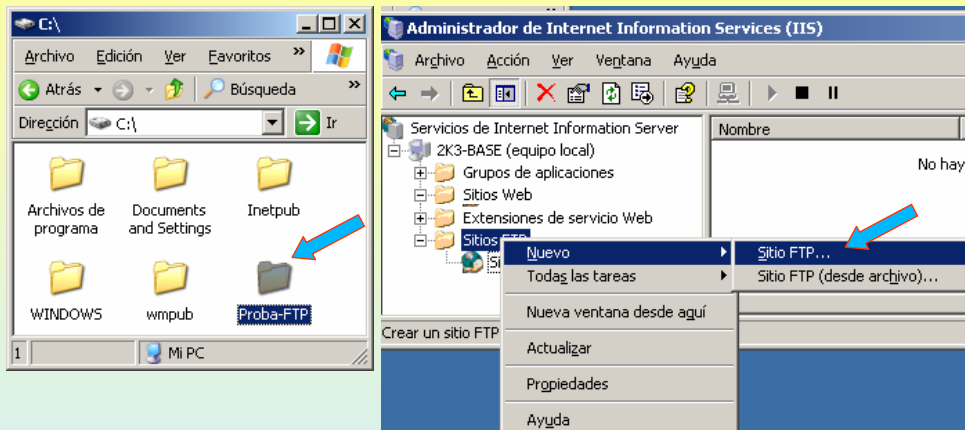 C:\
Archivo Edición Ver Favoritos »
Atrás Búsqueda »
Dirección C:\ Ir
Archivos de programa
Documents and Settings
Inetpub
WINDOWS
wmpub
Proba-FTP
1 Mi PC
Administrador de Internet Information Services (IIS)
Archivo Acción Ver Ventana Ayuda
Servicios de Internet Information Server
2K3-BASE (equipo local)
Grupos de aplicaciones
Sitios Web
Extensiones de servicio Web
Sitios FTP
Nombre
No hay
Nuevo
Todas las tareas
Nueva ventana desde aquí
Actualizar
Propiedades
Ayuda
Sitio FTP...
Sitio FTP (desde archivo)...
Crear un sitio FTP